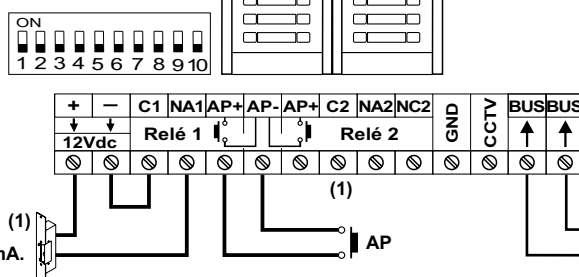 ON
1 2 3 4 5 6 7 8 9 10
+ − C1 NA1 AP+ AP- AP+ C2 NA2 NC2 GND CCTV BUS BUS
12Vdc Relé 1 Relé 2
(1)
(1)
AP
mA.